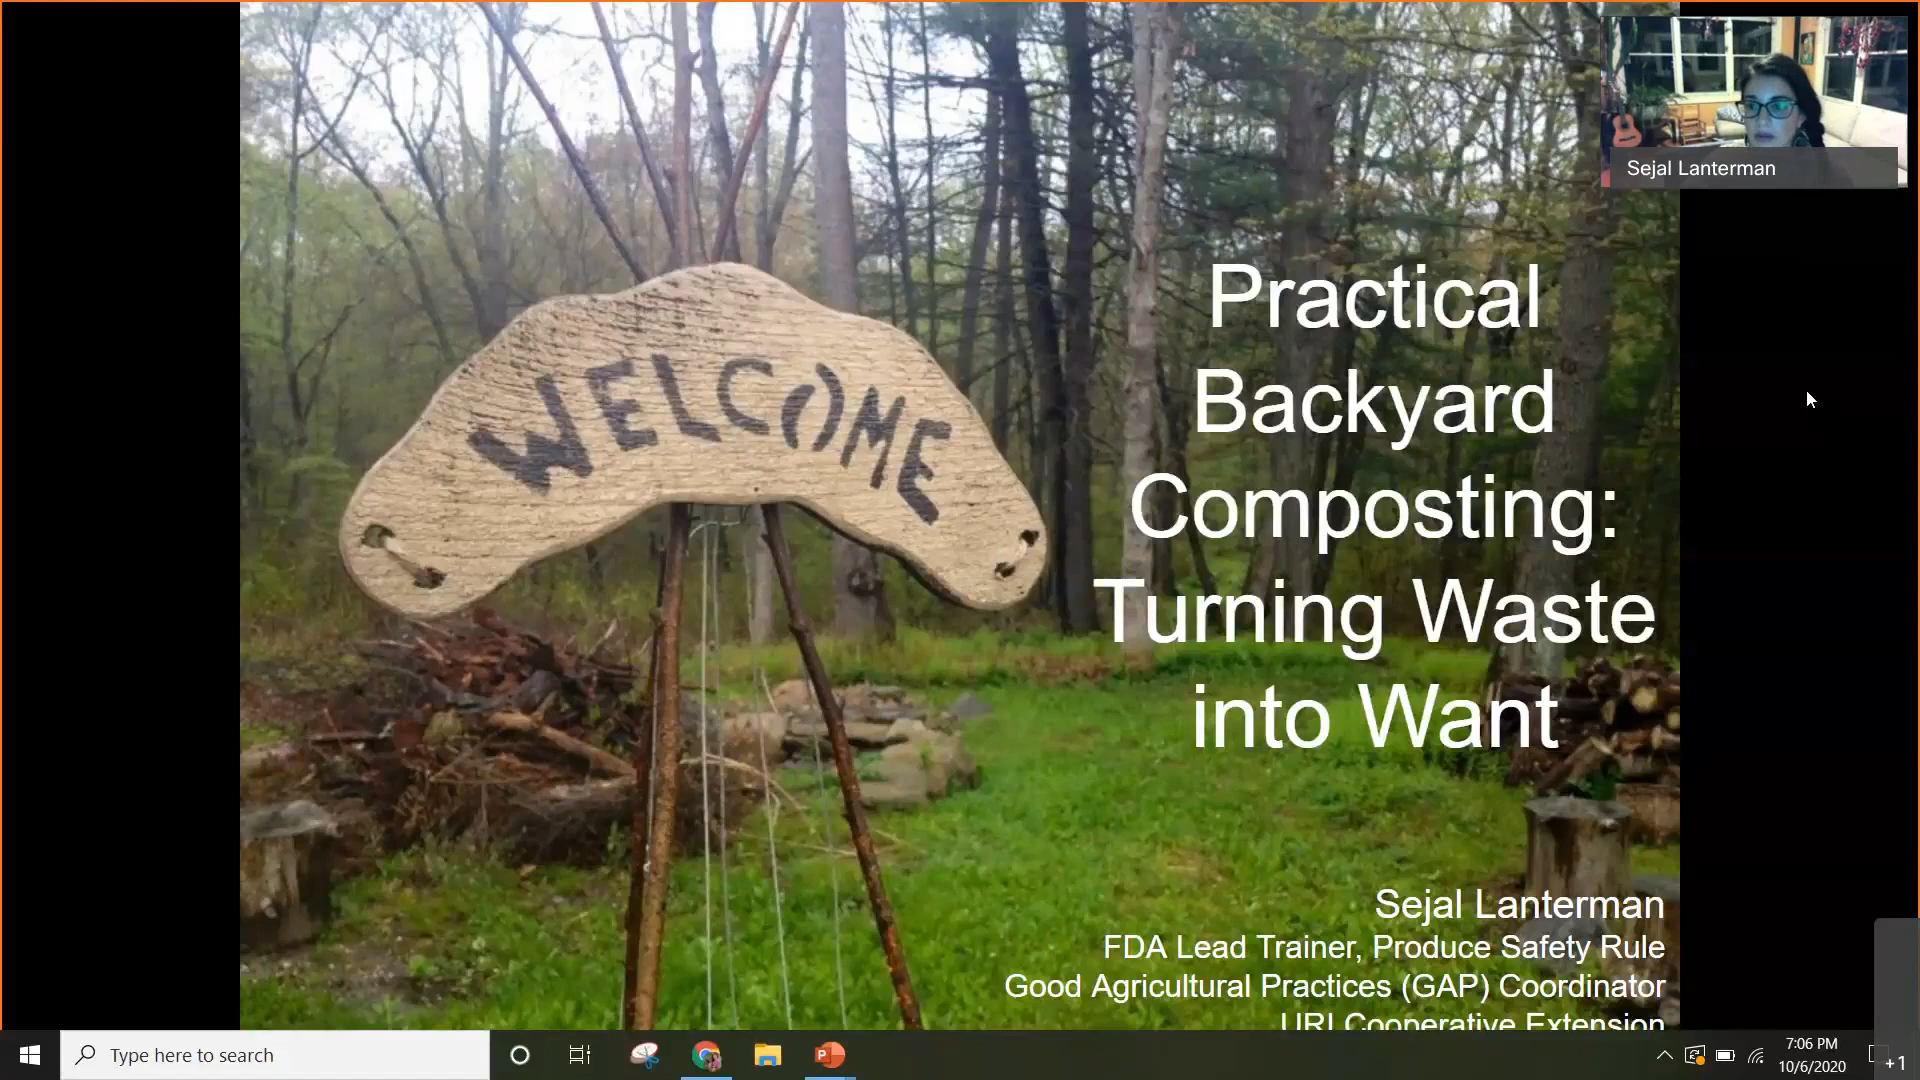 Sejal Lanterman
WELCOME
Practical
Backyard
Composting:
Turning Waste
into Want
Sejal Lanterman
FDA Lead Trainer, Produce Safety Rule
Good Agricultural Practices (GAP) Coordinator
URI Cooperative Extension
Type here to search
7:06 PM
10/6/2020
+1